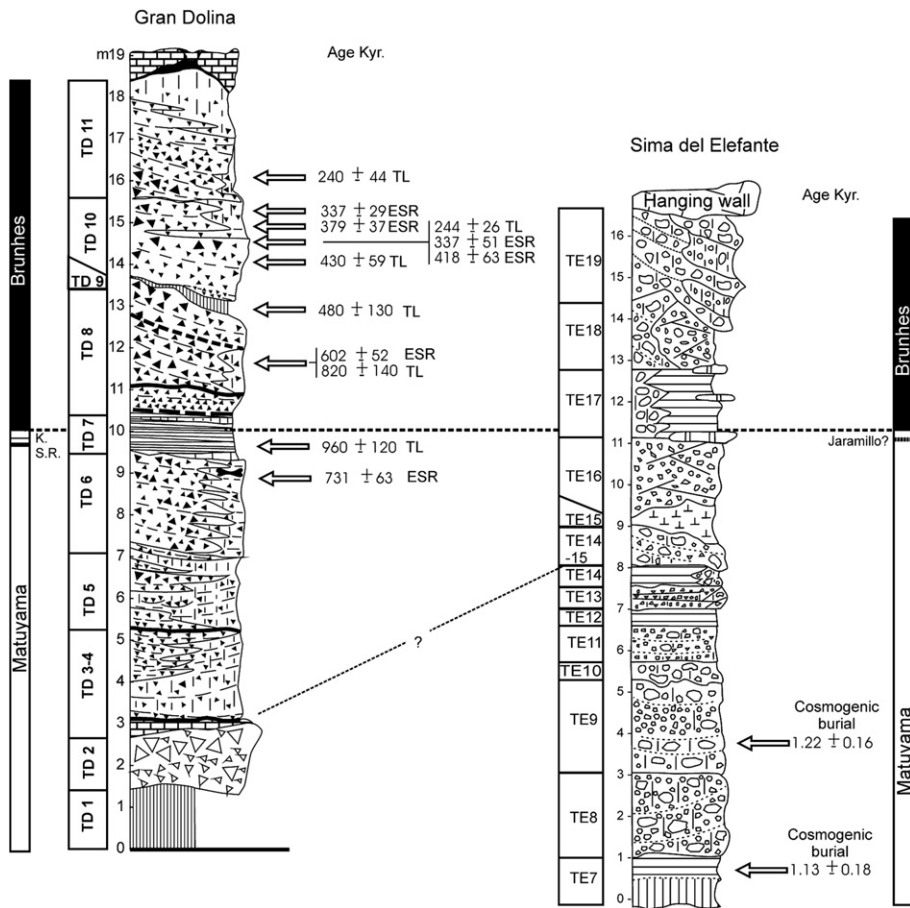 Gran Dolina
Age Kyr.
m19
18
17
16
15
14
13
12
11
10
9
8
7
6
5
4
3
2
1
0
Brunhes
K.
S.R.
Matuyama
TD 11
TD 10
TD 9
TD 8
TD 7
TD 6
TD 5
TD 3-4
TD 2
TD 1
240 ± 44 TL
337 ± 29 ESR
379 ± 37 ESR
244 ± 26 TL
337 ± 51 ESR
418 ± 63 ESR
430 ± 59 TL
480 ± 130 TL
602 ± 52 ESR
820 ± 140 TL
960 ± 120 TL
731 ± 63 ESR
?
Sima del Elefante
Age Kyr.
Hanging wall
16
15
14
13
12
11
10
9
8
7
6
5
4
3
2
1
0
TE19
TE18
TE17
TE16
TE15
TE14
-15
TE14
TE13
TE12
TE11
TE10
TE9
TE8
TE7
Cosmogenic
burial
1.22 ± 0.16
Cosmogenic
burial
1.13 ± 0.18
Brunhes
Jaramillo?
Matuyama